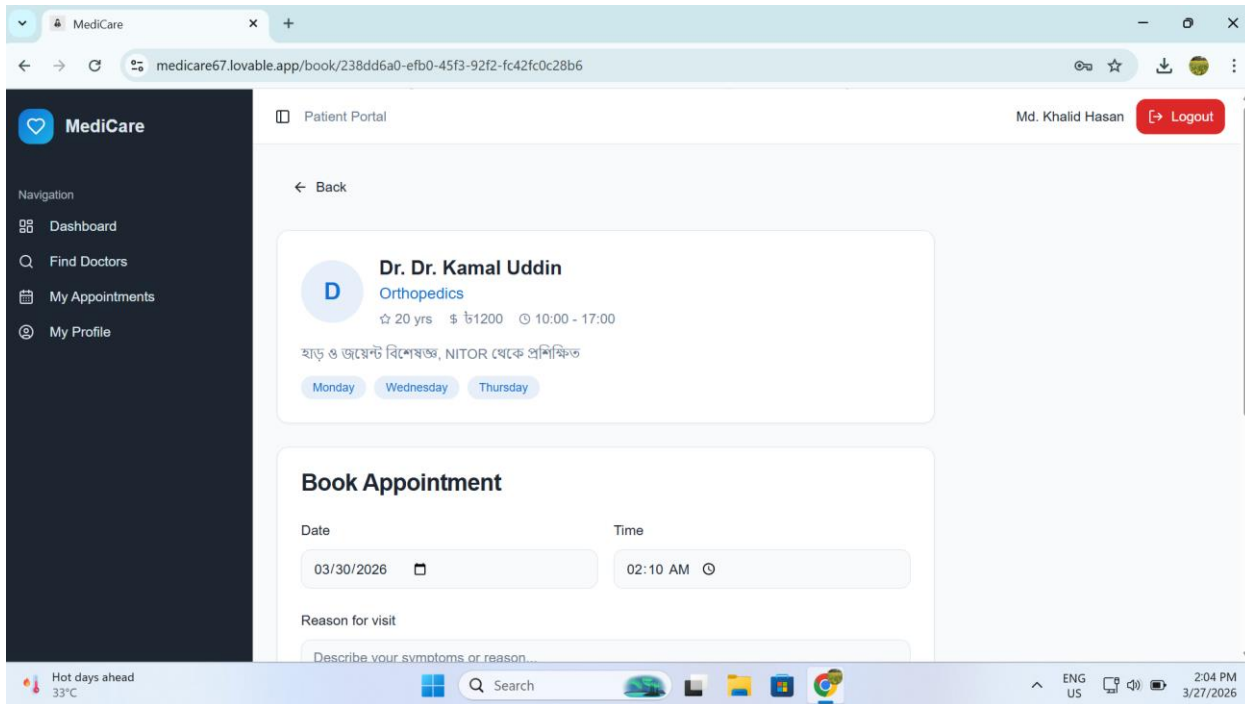 MediCare
medicare67.lovable.app/book/238dd6a0-efb0-45f3-92f2-fc42fc0c28b6
MediCare
Patient Portal
Md. Khalid Hasan
Logout
Navigation
Dashboard
Find Doctors
My Appointments
My Profile
Back
D
Dr. Dr. Kamal Uddin
Orthopedics
20 yrs $ ৳1200 10:00 - 17:00
হাড় ও জয়েন্ট বিশেষজ্ঞ, NITOR থেকে প্রশিক্ষিত
Monday Wednesday Thursday
Book Appointment
Date Time
03/30/2026 02:10 AM
Reason for visit
Describe your symptoms or reason...
Hot days ahead
33°C
Search
ENG
US
2:04 PM
3/27/2026